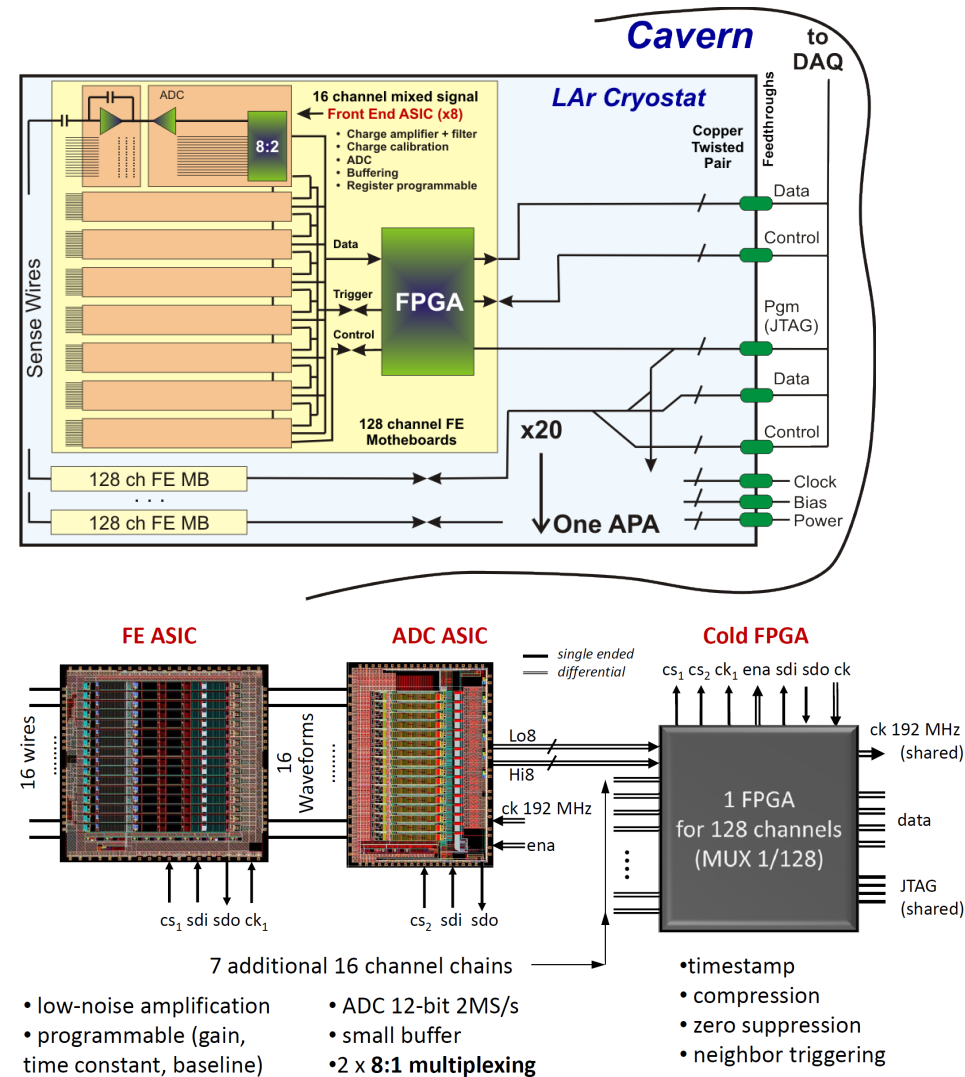 Cavern
to
DAQ
LAr Cryostat
ADC
16 channel mixed signal
Front End ASIC (x8)
• Charge amplifier + filter
• Charge calibration
• ADC
• Buffering
• Register programmable
8:2
Copper
Twisted
Pair
Feedthroughs
Sense Wires
Data
Trigger
Control
FPGA
Data
Control
Pgm
(JTAG)
Data
Control
Clock
Bias
Power
128 channel FE
Motheboards
x20
One APA
128 ch FE MB
. . .
128 ch FE MB
FE ASIC
ADC ASIC
Cold FPGA
single ended
differential
cs1 cs2 ck1 ena sdi sdo ck
16 wires
16
Waveforms
Lo8
Hi8
ck 192 MHz
ena
ck 192 MHz
(shared)
1 FPGA
for 128 channels
(MUX 1/128)
data
JTAG
(shared)
cs1 sdi sdo ck1
cs2 sdi sdo
7 additional 16 channel chains
• low-noise amplification
• programmable (gain,
time constant, baseline)
• ADC 12-bit 2MS/s
• small buffer
•2 x 8:1 multiplexing
•timestamp
• compression
• zero suppression
• neighbor triggering